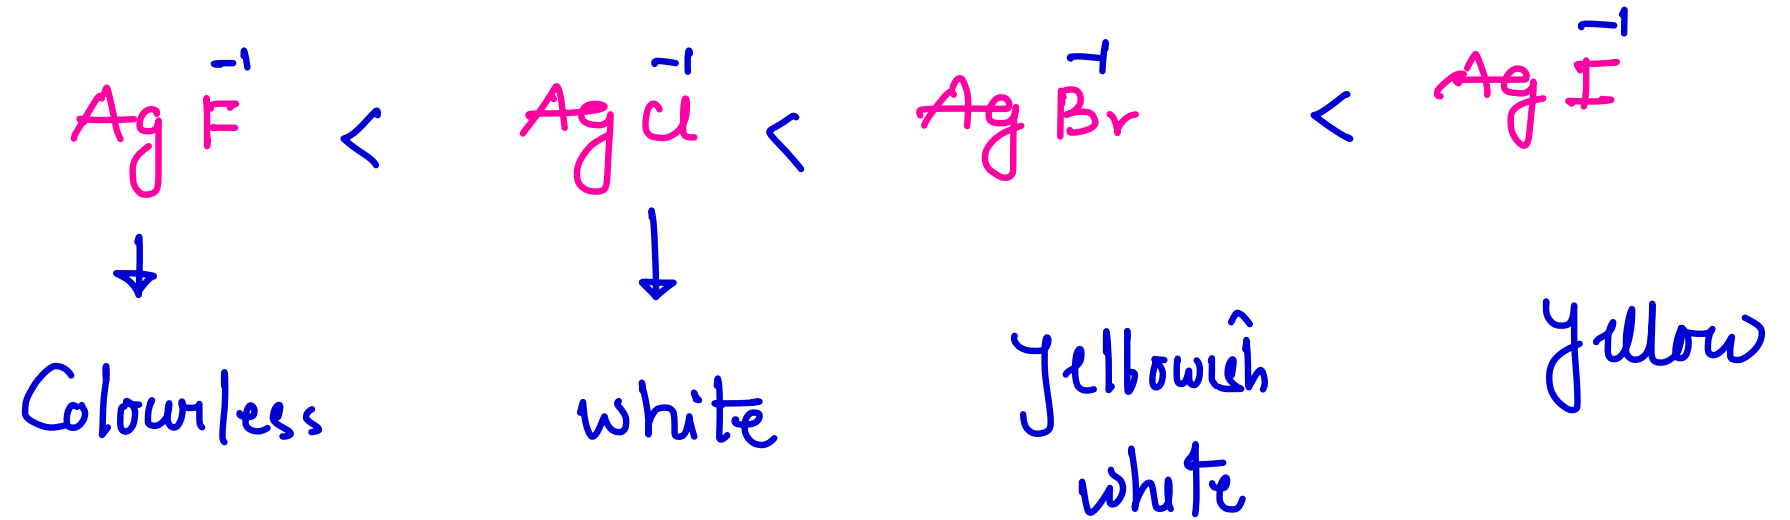 AgF⁻¹ < AgCl⁻¹ < AgBr⁻¹ < AgI⁻¹
↓ ↓
Colourless white Yellowish Yellow
white